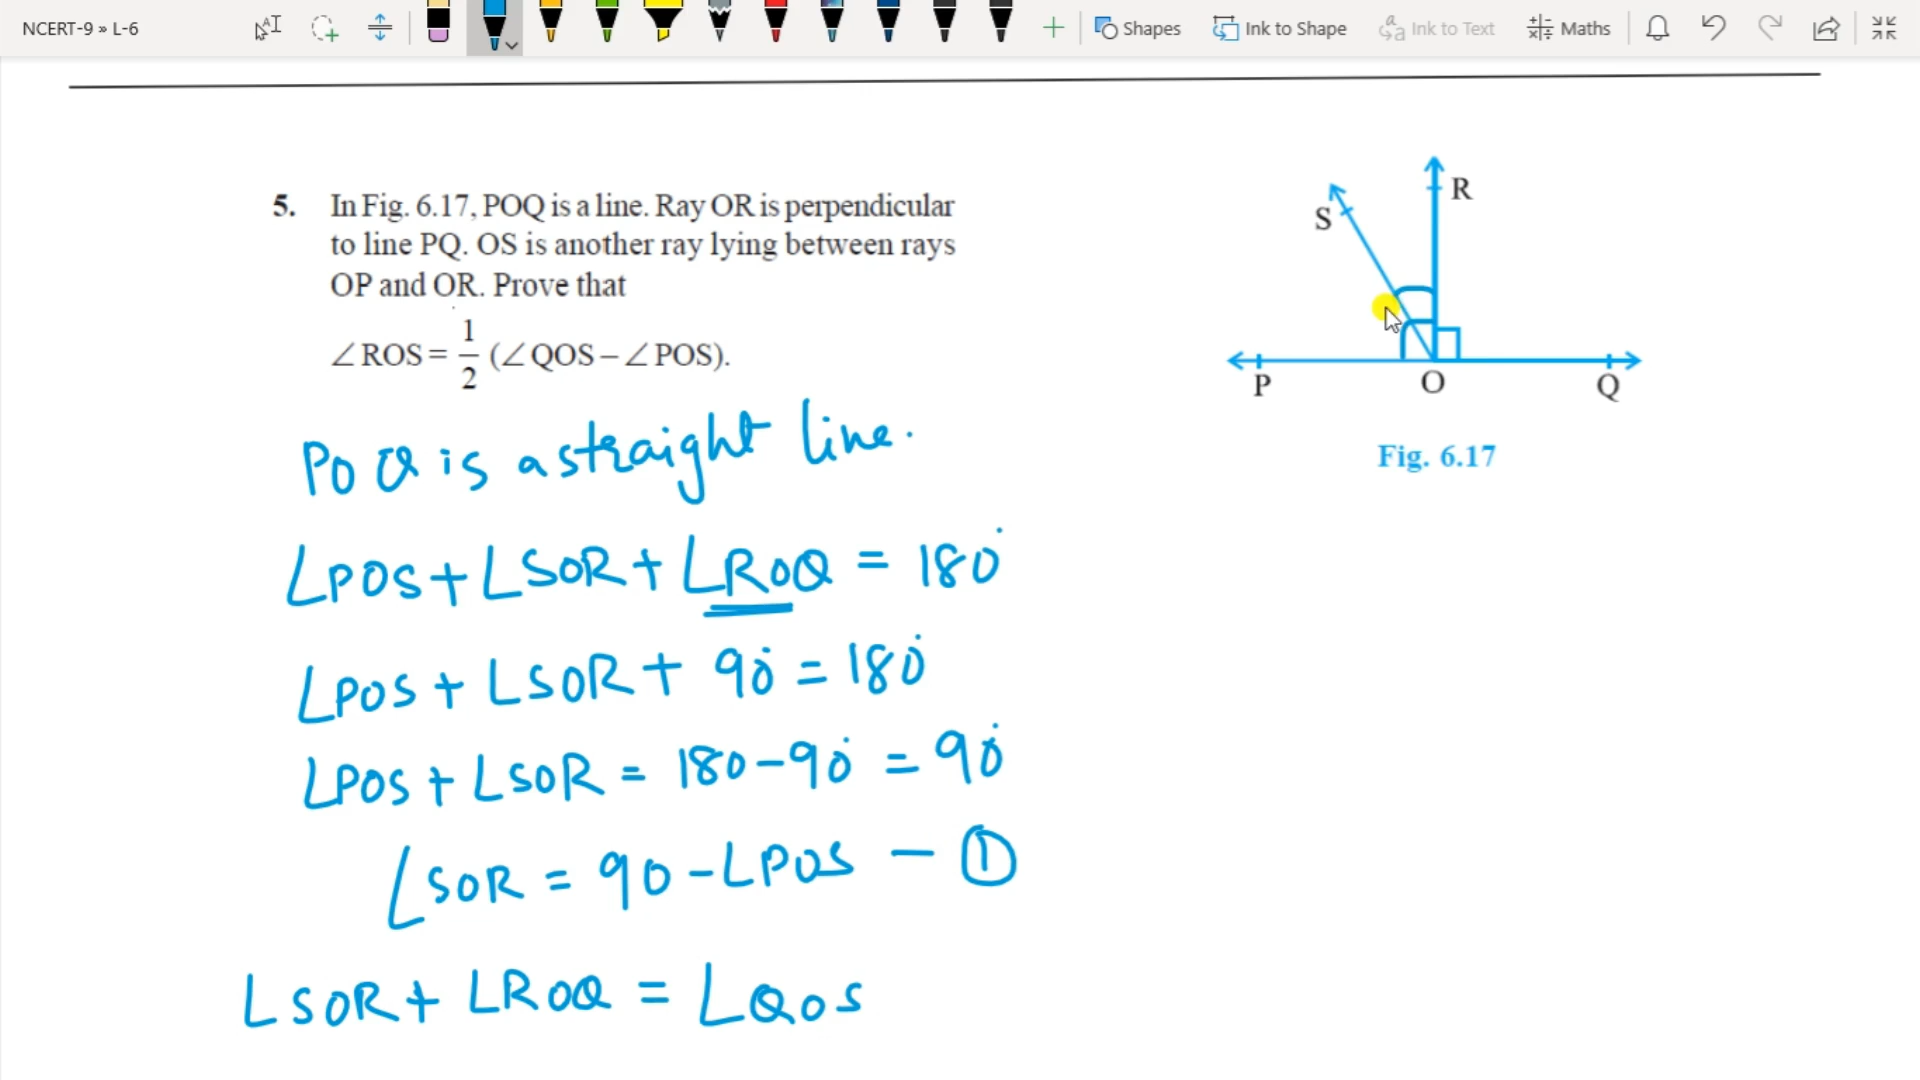 NCERT-9 » L-6
Shapes
Ink to Shape
Ink to Text
Maths
5. In Fig. 6.17, POQ is a line. Ray OR is perpendicular
to line PQ. OS is another ray lying between rays
OP and OR. Prove that
∠ROS = 1/2 (∠QOS – ∠POS).
S
R
P
O
Q
Fig. 6.17
POQ is a straight line.
∠POS + ∠SOR + ∠ROQ = 180°
∠POS + ∠SOR + 90° = 180°
∠POS + ∠SOR = 180 - 90° = 90°
∠SOR = 90 - ∠POS - ①
∠SOR + ∠ROQ = ∠QOS